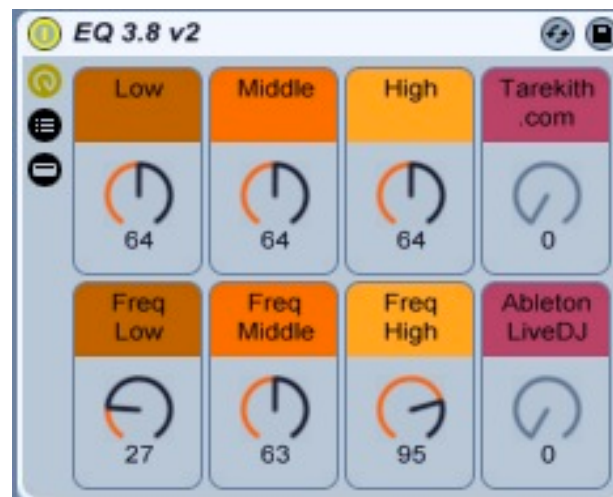 EQ 3.8 v2
Low
Middle
High
Tarekith
.com
64
64
64
0
Freq
Low
Freq
Middle
Freq
High
Ableton
LiveDJ
27
63
95
0